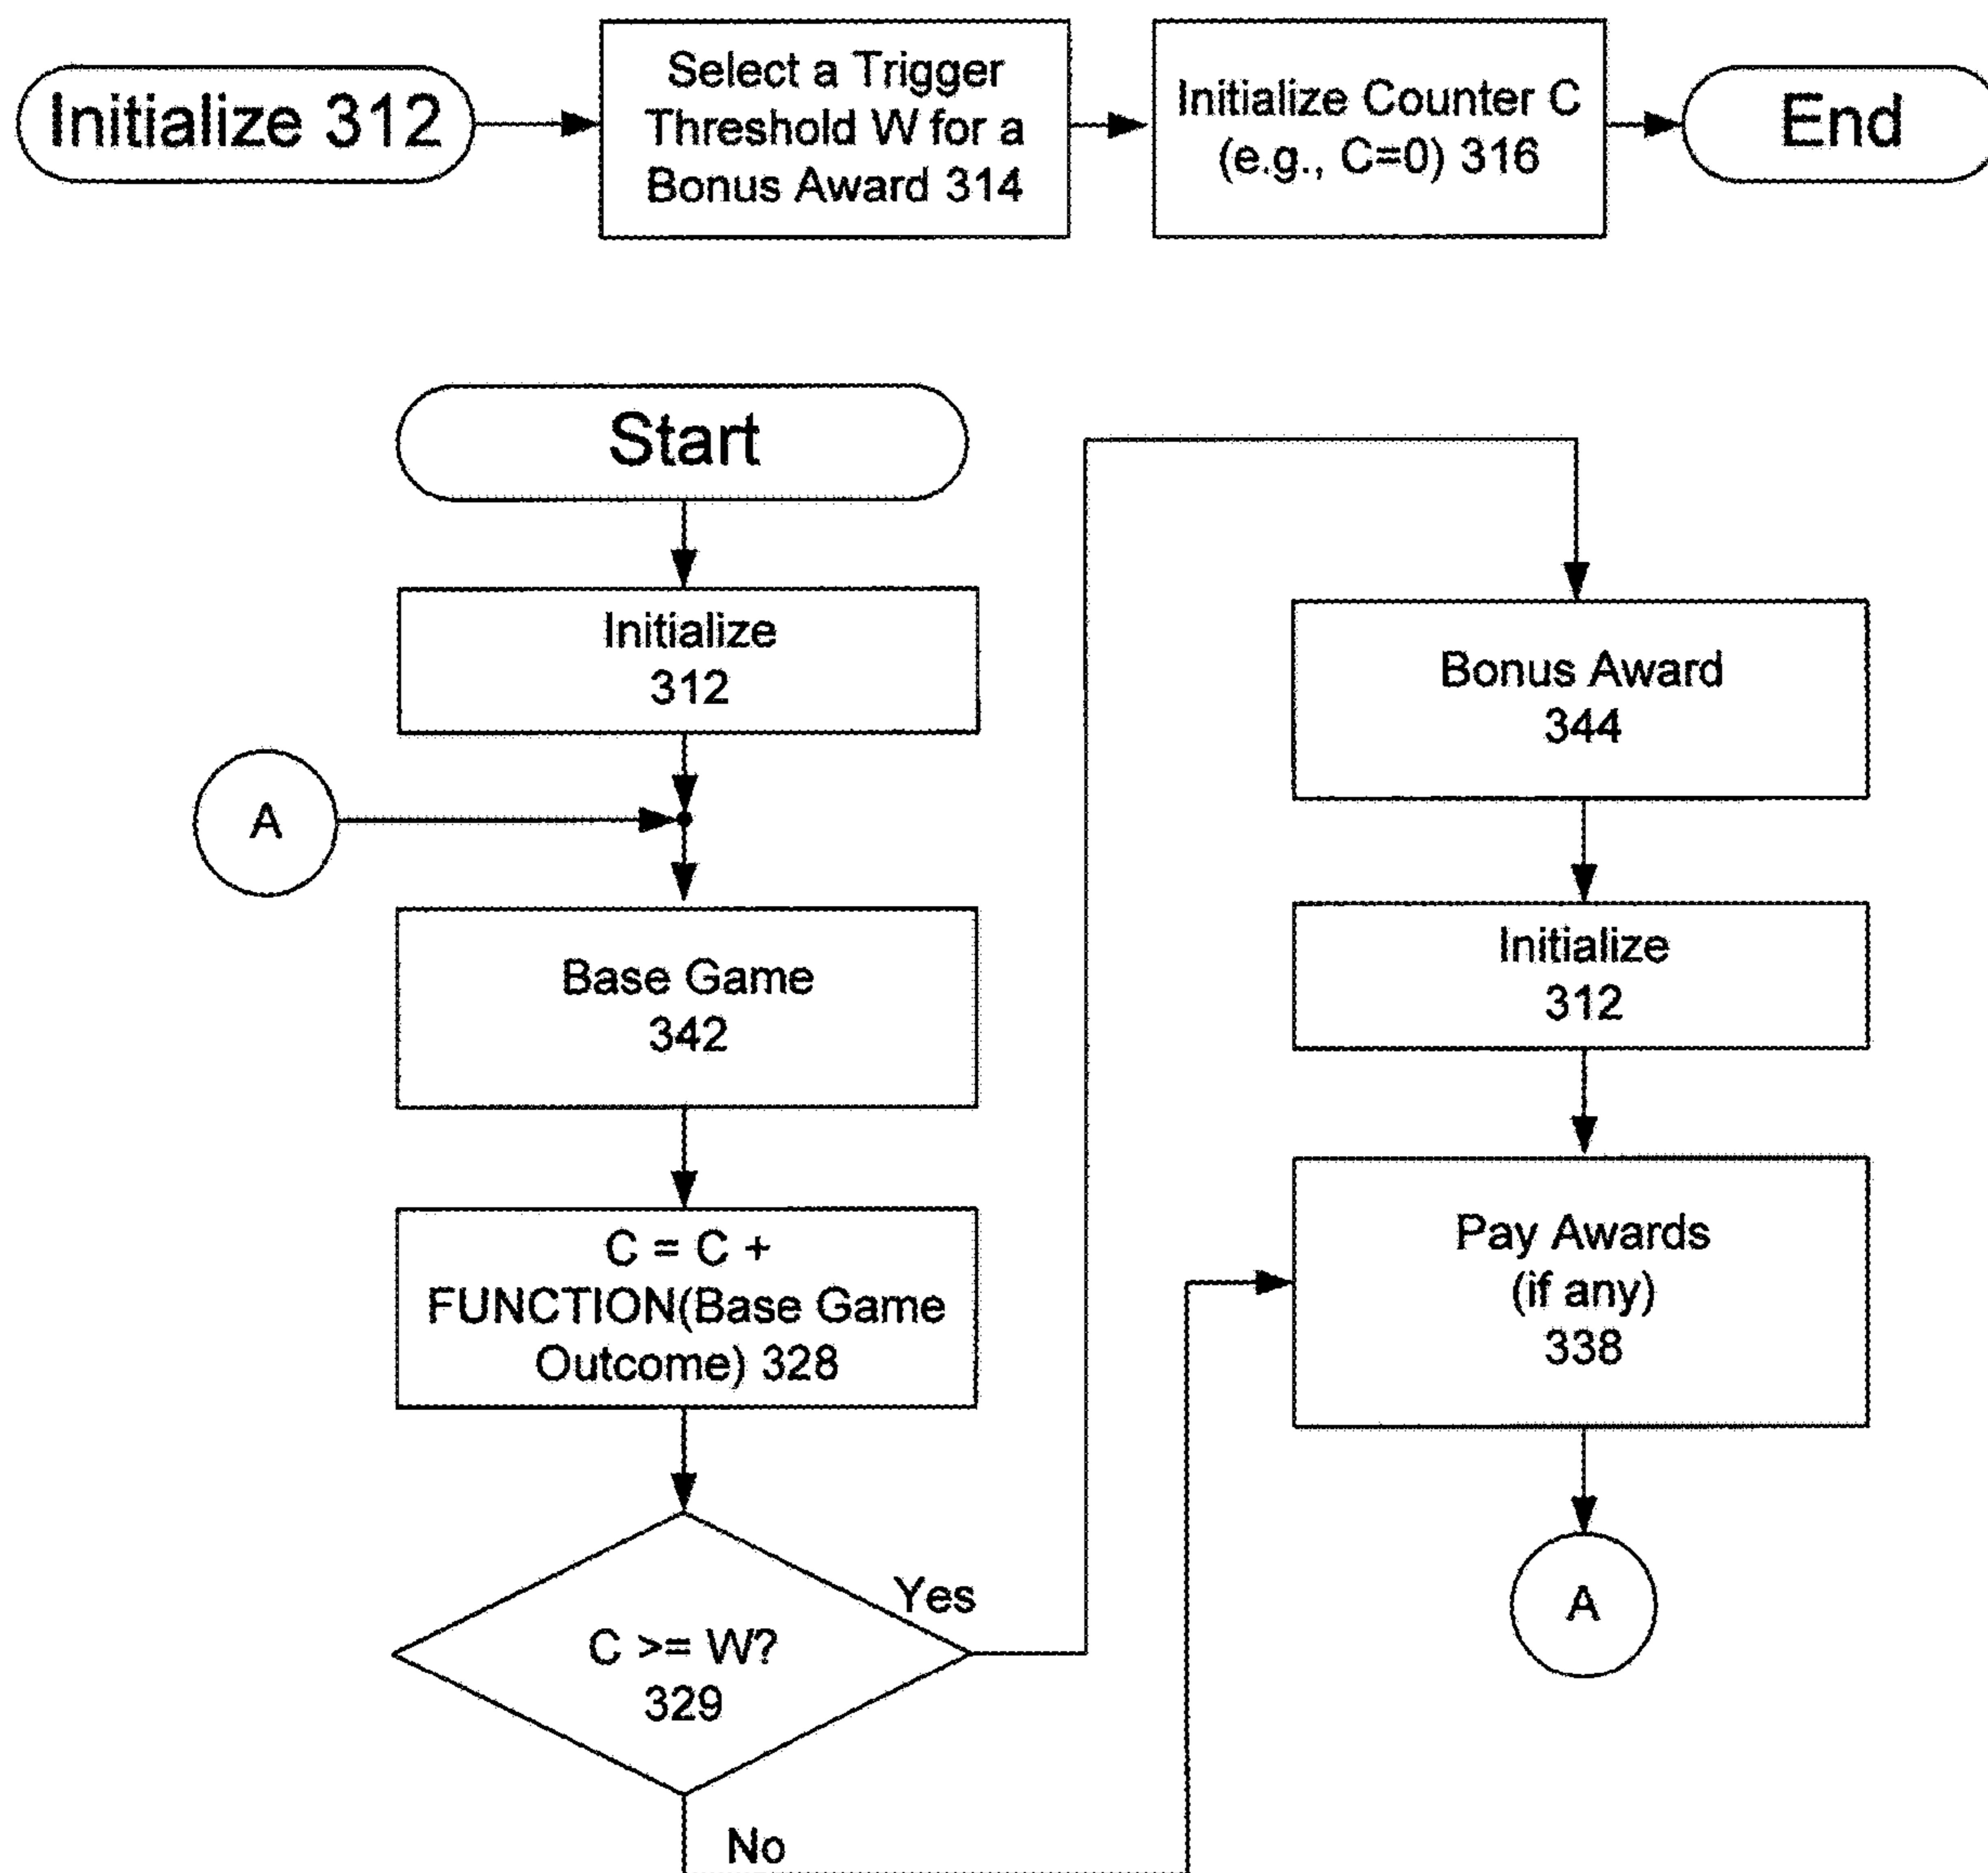 Initialize 312
Select a Trigger
Threshold W for a
Bonus Award 314
Initialize Counter C
(e.g., C=0) 316
End
Start
Initialize
312
A
Base Game
342
C = C +
FUNCTION(Base Game
Outcome) 328
C >= W?
329
Yes
No
Bonus Award
344
Initialize
312
Pay Awards
(if any)
338
A